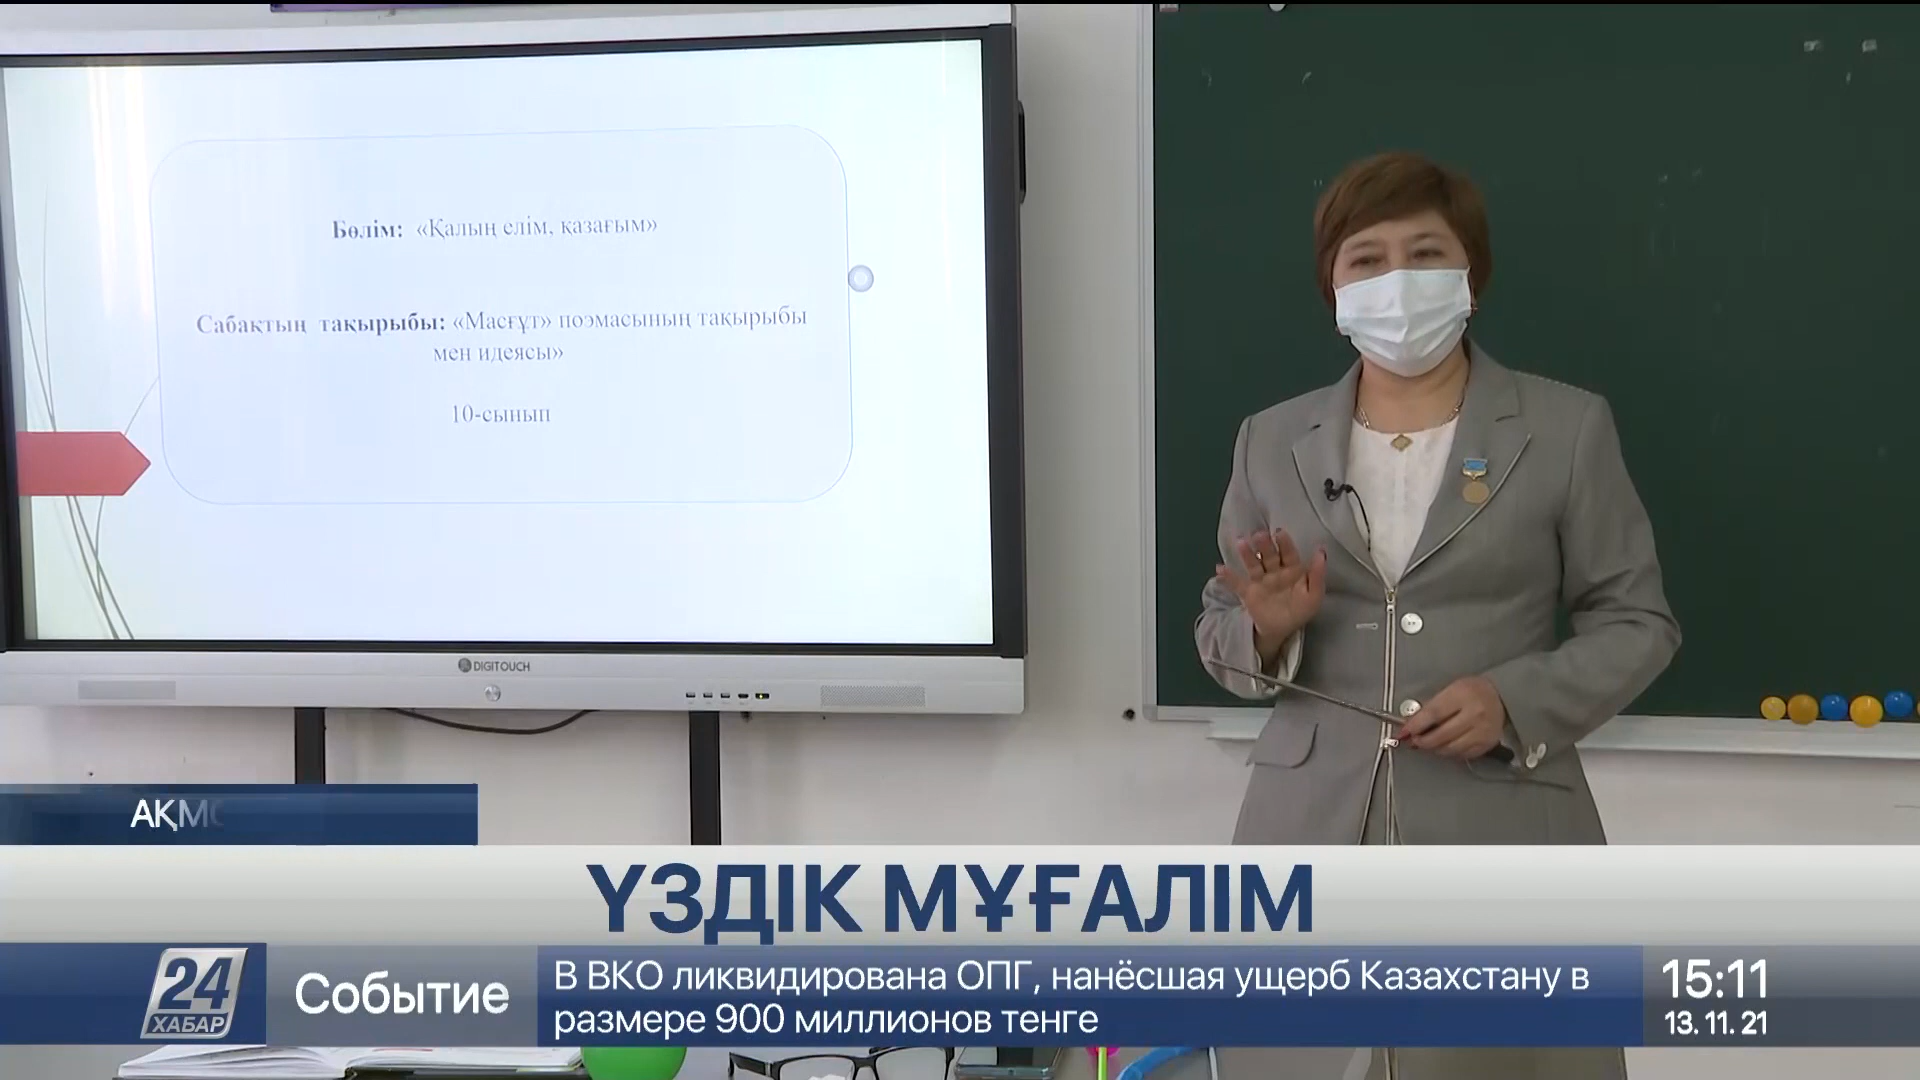 Бөлім: «Қалың елім, қазағым»
Сабақтың тақырыбы: «Масғұт» поэмасының тақырыбы
мен идеясы»
10-сынып
DIGITOUCH
АҚМО
ҮЗДІК МҰҒАЛІМ
24
ХАБАР
Событие
В ВКО ликвидирована ОПГ, нанёсшая ущерб Казахстану в
размере 900 миллионов тенге
15:11
13. 11. 21